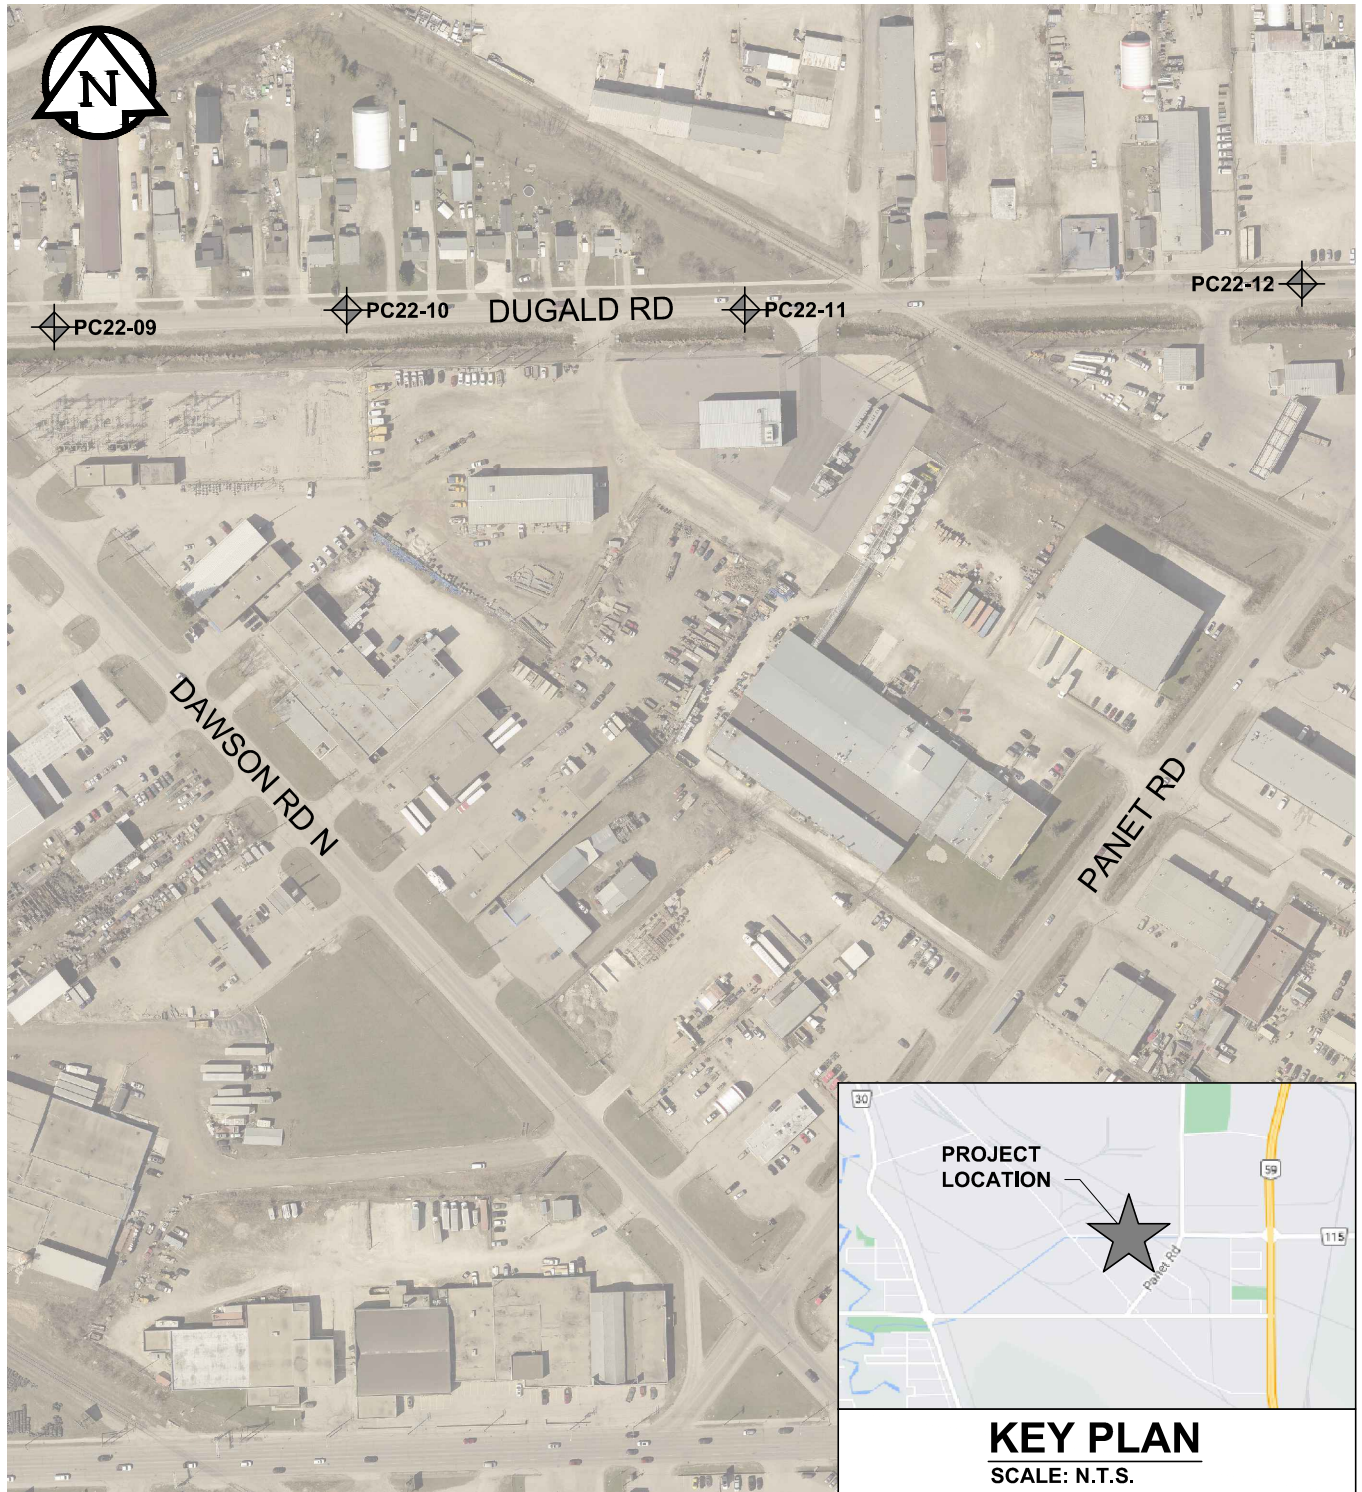 N
PC22-12
PC22-10
DUGALD RD
PC22-11
PC22-09
DAWSON RD N
PANET RD
30
PROJECT
LOCATION
59
115
Panet Rd
KEY PLAN
SCALE: N.T.S.